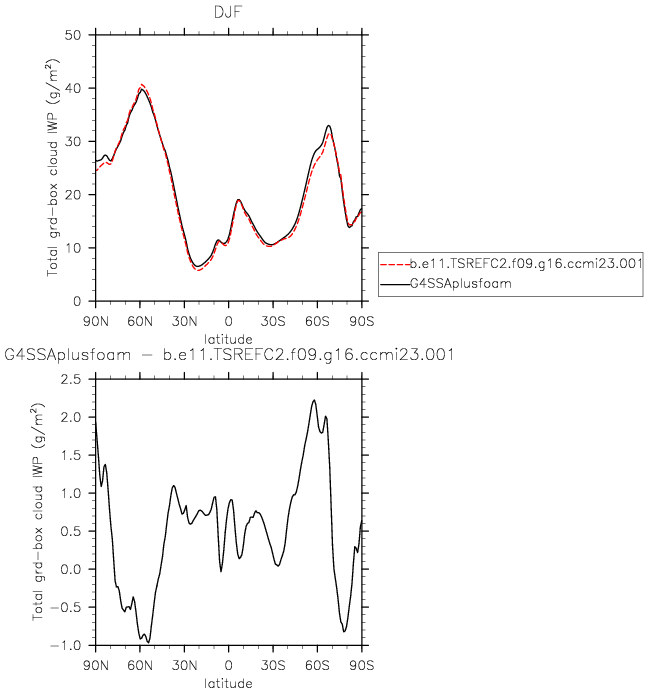 DJF
Total grd-box cloud IWP (g/m²)
50
40
30
20
10
0
90N 60N 30N 0 30S 60S 90S
latitude
b.e11.TSREFC2.f09.g16.ccmi23.001
G4SSAplusfoam
G4SSAplusfoam - b.e11.TSREFC2.f09.g16.ccmi23.001
Total grd-box cloud IWP (g/m²)
2.5
2.0
1.5
1.0
0.5
0.0
-0.5
-1.0
90N 60N 30N 0 30S 60S 90S
latitude